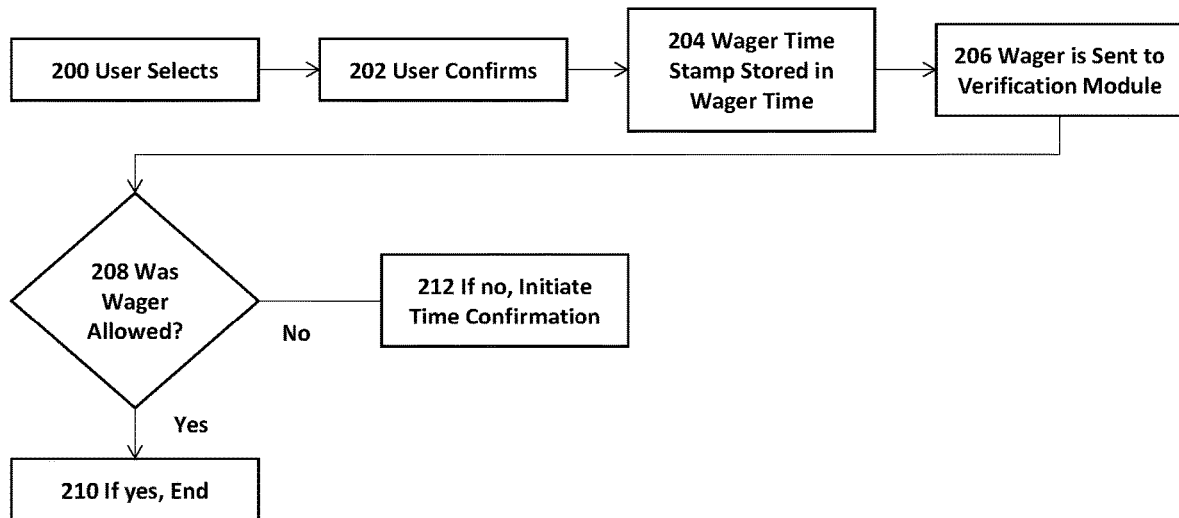 200 User Selects
202 User Confirms
204 Wager Time
Stamp Stored in
Wager Time
206 Wager is Sent to
Verification Module
208 Was
Wager
Allowed?
212 If no, Initiate
Time Confirmation
No
Yes
210 If yes, End